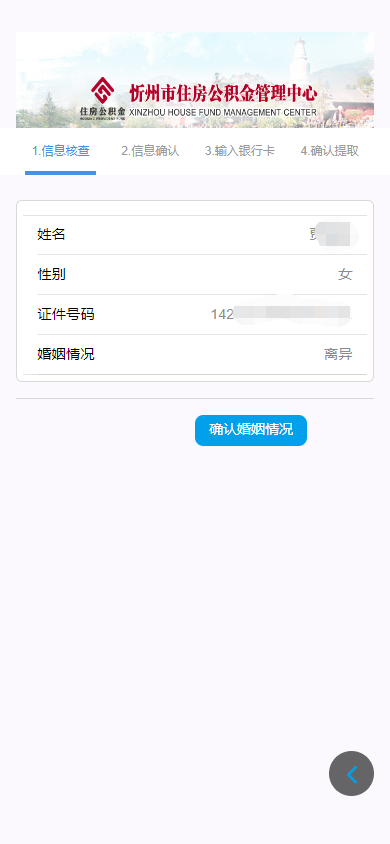 忻州市住房公积金管理中心
住房公积金
XINZHOU HOUSE FUND MANAGEMENT CENTER
1.信息核查 2.信息确认 3.输入银行卡 4.确认提取
姓名
性别 女
证件号码 142
婚姻情况 离异
确认婚姻情况